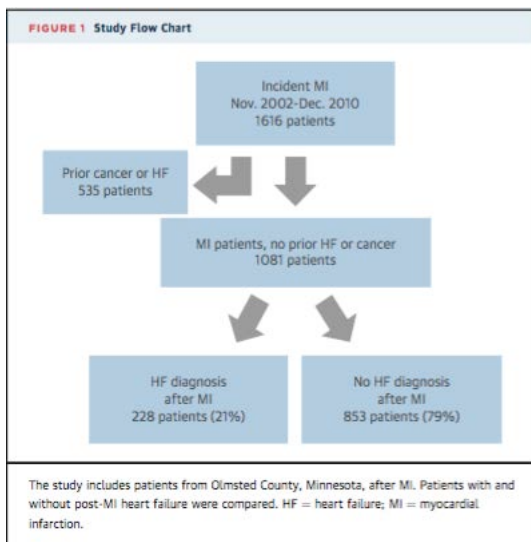 FIGURE 1 Study Flow Chart
Incident MI
Nov. 2002-Dec. 2010
1616 patients
Prior cancer or HF
535 patients
MI patients, no prior HF or cancer
1081 patients
HF diagnosis
after MI
228 patients (21%)
No HF diagnosis
after MI
853 patients (79%)
The study includes patients from Olmsted County, Minnesota, after MI. Patients with and
without post-MI heart failure were compared. HF = heart failure; MI = myocardial
infarction.